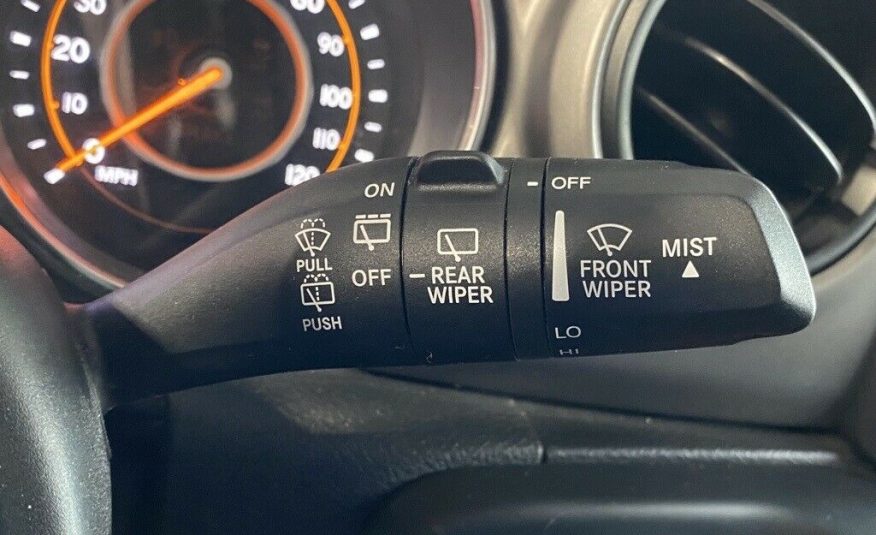 30
20
10
0
MPH
60
90
100
110
120
ON
OFF
PULL
PUSH
REAR
WIPER
OFF
FRONT
WIPER
MIST
LO
HI